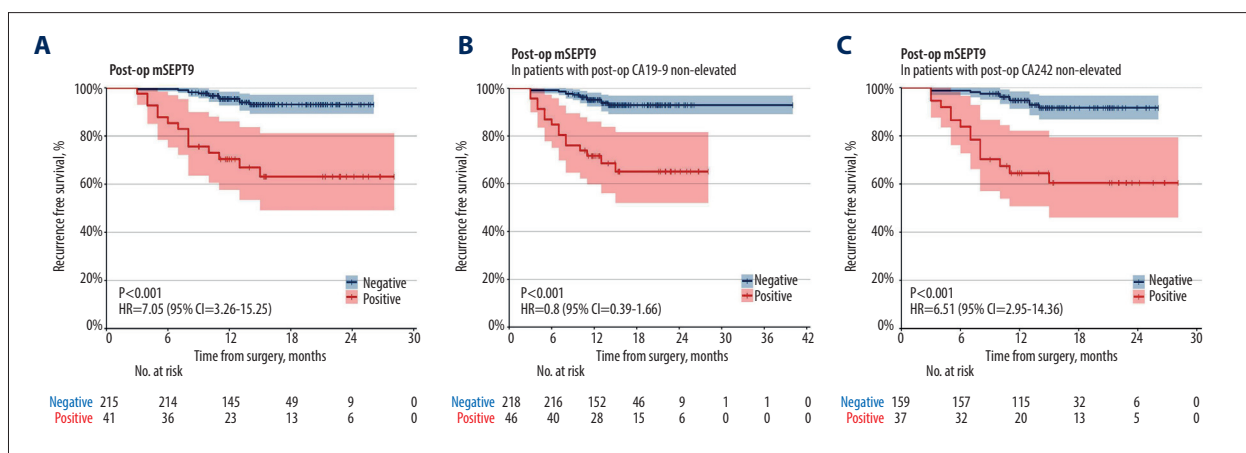 A
Post-op mSEPT9
100%
80%
60%
40%
20%
0%
Recurrence free survival, %
Negative
Positive
P<0.001
HR=7.05 (95% CI=3.26-15.25)
0 6 12 18 24 30
Time from surgery, months
No. at risk
Negative 215 214 145 49 9 0
Positive 41 36 23 13 6 0
B
Post-op mSEPT9
In patients with post-op CA19-9 non-elevated
100%
80%
60%
40%
20%
0%
Recurrence free survival, %
Negative
Positive
P<0.001
HR=0.8 (95% CI=0.39-1.66)
0 6 12 18 24 30 36 42
Time from surgery, months
No. at risk
Negative 218 216 152 46 9 1 1 0
Positive 46 40 28 15 6 0 0 0
C
Post-op mSEPT9
In patients with post-op CA242 non-elevated
100%
80%
60%
40%
20%
0%
Recurrence free survival, %
Negative
Positive
P<0.001
HR=6.51 (95% CI=2.95-14.36)
0 6 12 18 24 30
Time from surgery, months
No. at risk
Negative 159 157 115 32 6 0
Positive 37 32 20 13 5 0